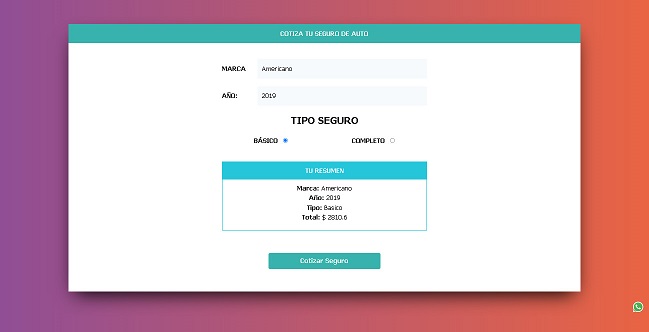 COTIZA TU SEGURO DE AUTO
MARCA Americano
AÑO: 2019
TIPO SEGURO
BÁSICO COMPLETO
TU RESUMEN
Marca: Americano
Año: 2019
Tipo: Basico
Total: $ 2810.6
Cotizar Seguro